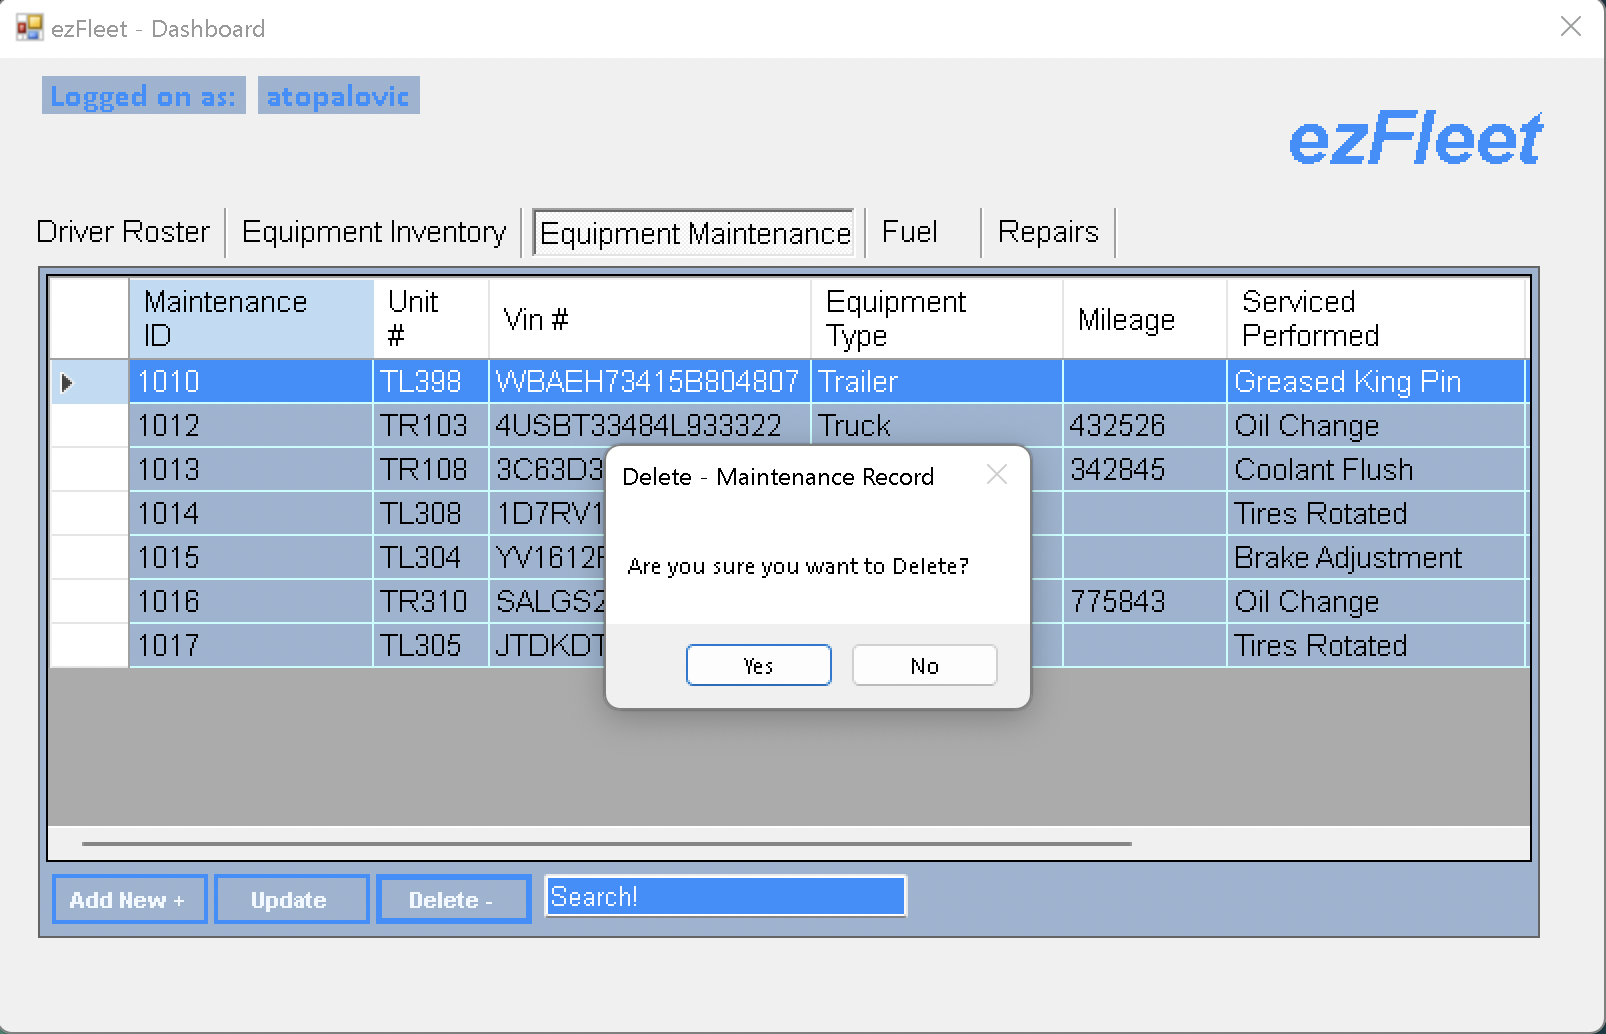 ezFleet - Dashboard
Logged on as: atopalovic
ezFleet
Driver Roster Equipment Inventory Equipment Maintenance Fuel Repairs
Maintenance ID Unit # Vin # Equipment Type Mileage Serviced Performed
1010 TL398 WBAEH73415B804807 Trailer Greased King Pin
1012 TR103 4USBT33484L933322 Truck 432526 Oil Change
1013 TR108 3C63D3 342845 Coolant Flush
1014 TL308 1D7RV1 Tires Rotated
1015 TL304 YV1612F Brake Adjustment
1016 TR310 SALGS2 775843 Oil Change
1017 TL305 JTDKDT Tires Rotated
Delete - Maintenance Record
Are you sure you want to Delete?
Yes No
Add New + Update Delete - Search!